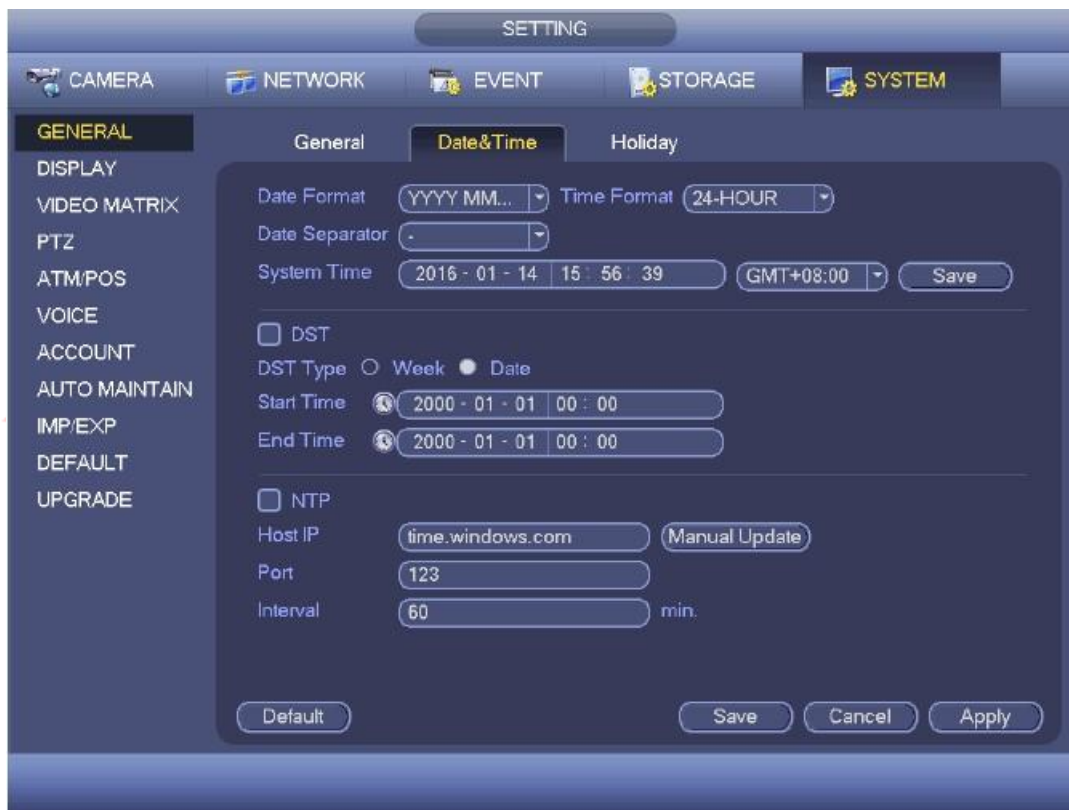 SETTING
CAMERA NETWORK EVENT STORAGE SYSTEM
GENERAL
DISPLAY
VIDEO MATRIX
PTZ
ATM/POS
VOICE
ACCOUNT
AUTO MAINTAIN
IMP/EXP
DEFAULT
UPGRADE
General Date&Time Holiday
Date Format YYYY MM... Time Format 24-HOUR
Date Separator -
System Time 2016 - 01 - 14 15 : 56 : 39 GMT+08:00 Save
DST
DST Type Week Date
Start Time 2000 - 01 - 01 00 : 00
End Time 2000 - 01 - 01 00 : 00
NTP
Host IP time.windows.com Manual Update
Port 123
Interval 60 min.
Default Save Cancel Apply